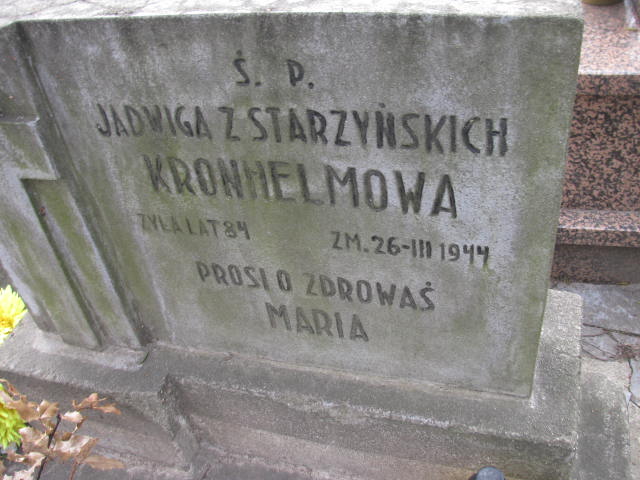 Ś. P.
JADWIGA Z STARZYŃSKICH
KRONHELMOWA
ŻYŁA LAT 84 ZM. 26-III 1944
PROSI O ZDROWAŚ
MARIA